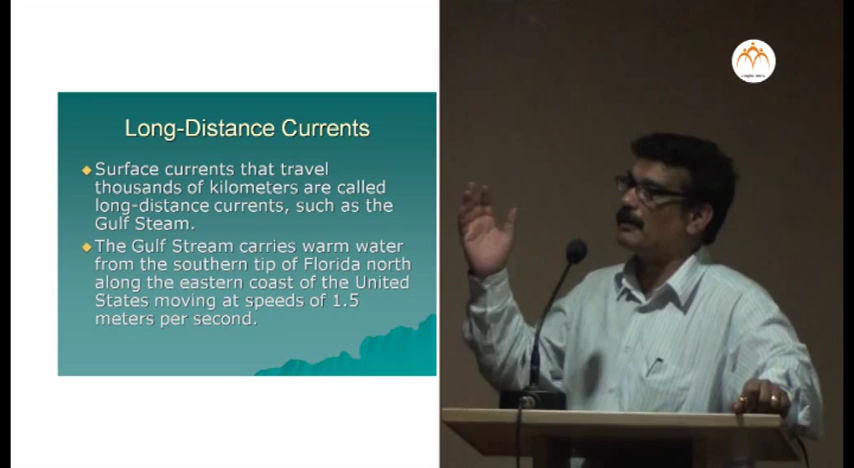 Long-Distance Currents
Surface currents that travel
thousands of kilometers are called
long-distance currents, such as the
Gulf Steam.
The Gulf Stream carries warm water
from the southern tip of Florida north
along the eastern coast of the United
States moving at speeds of 1.5
meters per second.